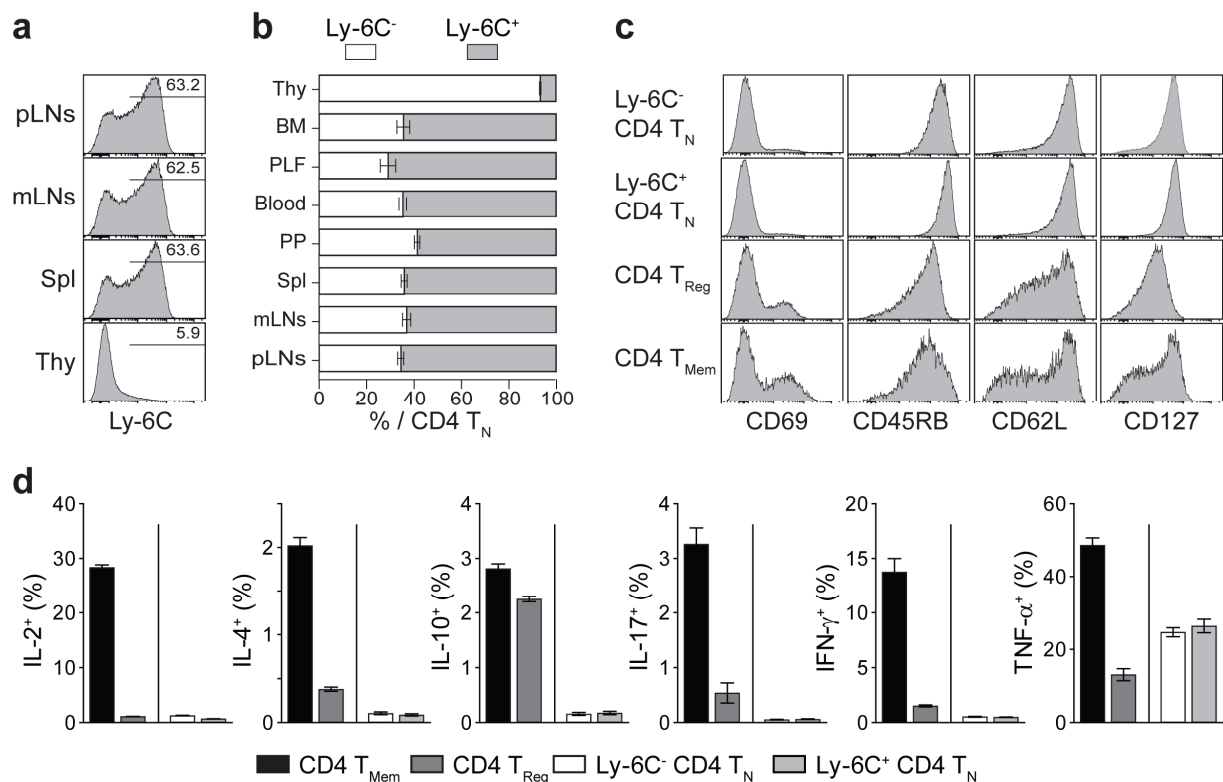 a
pLNs
63.2
mLNs
62.5
Spl
63.6
Thy
5.9
Ly-6C
b
Ly-6C- Ly-6C+
Thy
BM
PLF
Blood
PP
Spl
mLNs
pLNs
0 20 40 60 80 100
% / CD4 TN
c
Ly-6C-
CD4 TN
Ly-6C+
CD4 TN
CD4 TReg
CD4 TMem
CD69 CD45RB CD62L CD127
d
IL-2+ (%)
40
30
20
10
0
IL-4+ (%)
2
1
0
IL-10+ (%)
4
3
2
1
0
IL-17+ (%)
4
3
2
1
0
IFN-γ+ (%)
20
15
10
5
0
TNF-α+ (%)
60
40
20
0
CD4 TMem CD4 TReg Ly-6C- CD4 TN Ly-6C+ CD4 TN